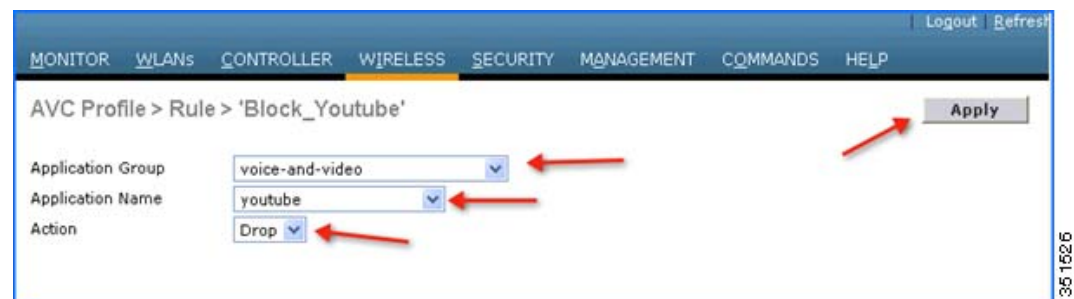 Logout | Refresh
MONITOR WLANs CONTROLLER WIRELESS SECURITY MANAGEMENT COMMANDS HELP
AVC Profile > Rule > 'Block_Youtube'
Apply
Application Group voice-and-video
Application Name youtube
Action Drop
351526